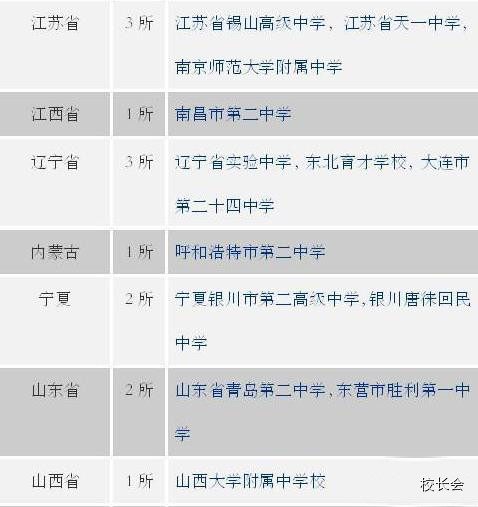 江苏省 3所 江苏省锡山高级中学，江苏省天一中学，
南京师范大学附属中学
江西省 1所 南昌市第二中学
辽宁省 3所 辽宁省实验中学，东北育才学校，大连市
第二十四中学
内蒙古 1所 呼和浩特市第二中学
宁夏 2所 宁夏银川市第二高级中学,银川唐徕回民
中学
山东省 2所 山东省青岛第二中学,东营市胜利第一中
学
山西省 1所 山西大学附属中学校
校长会